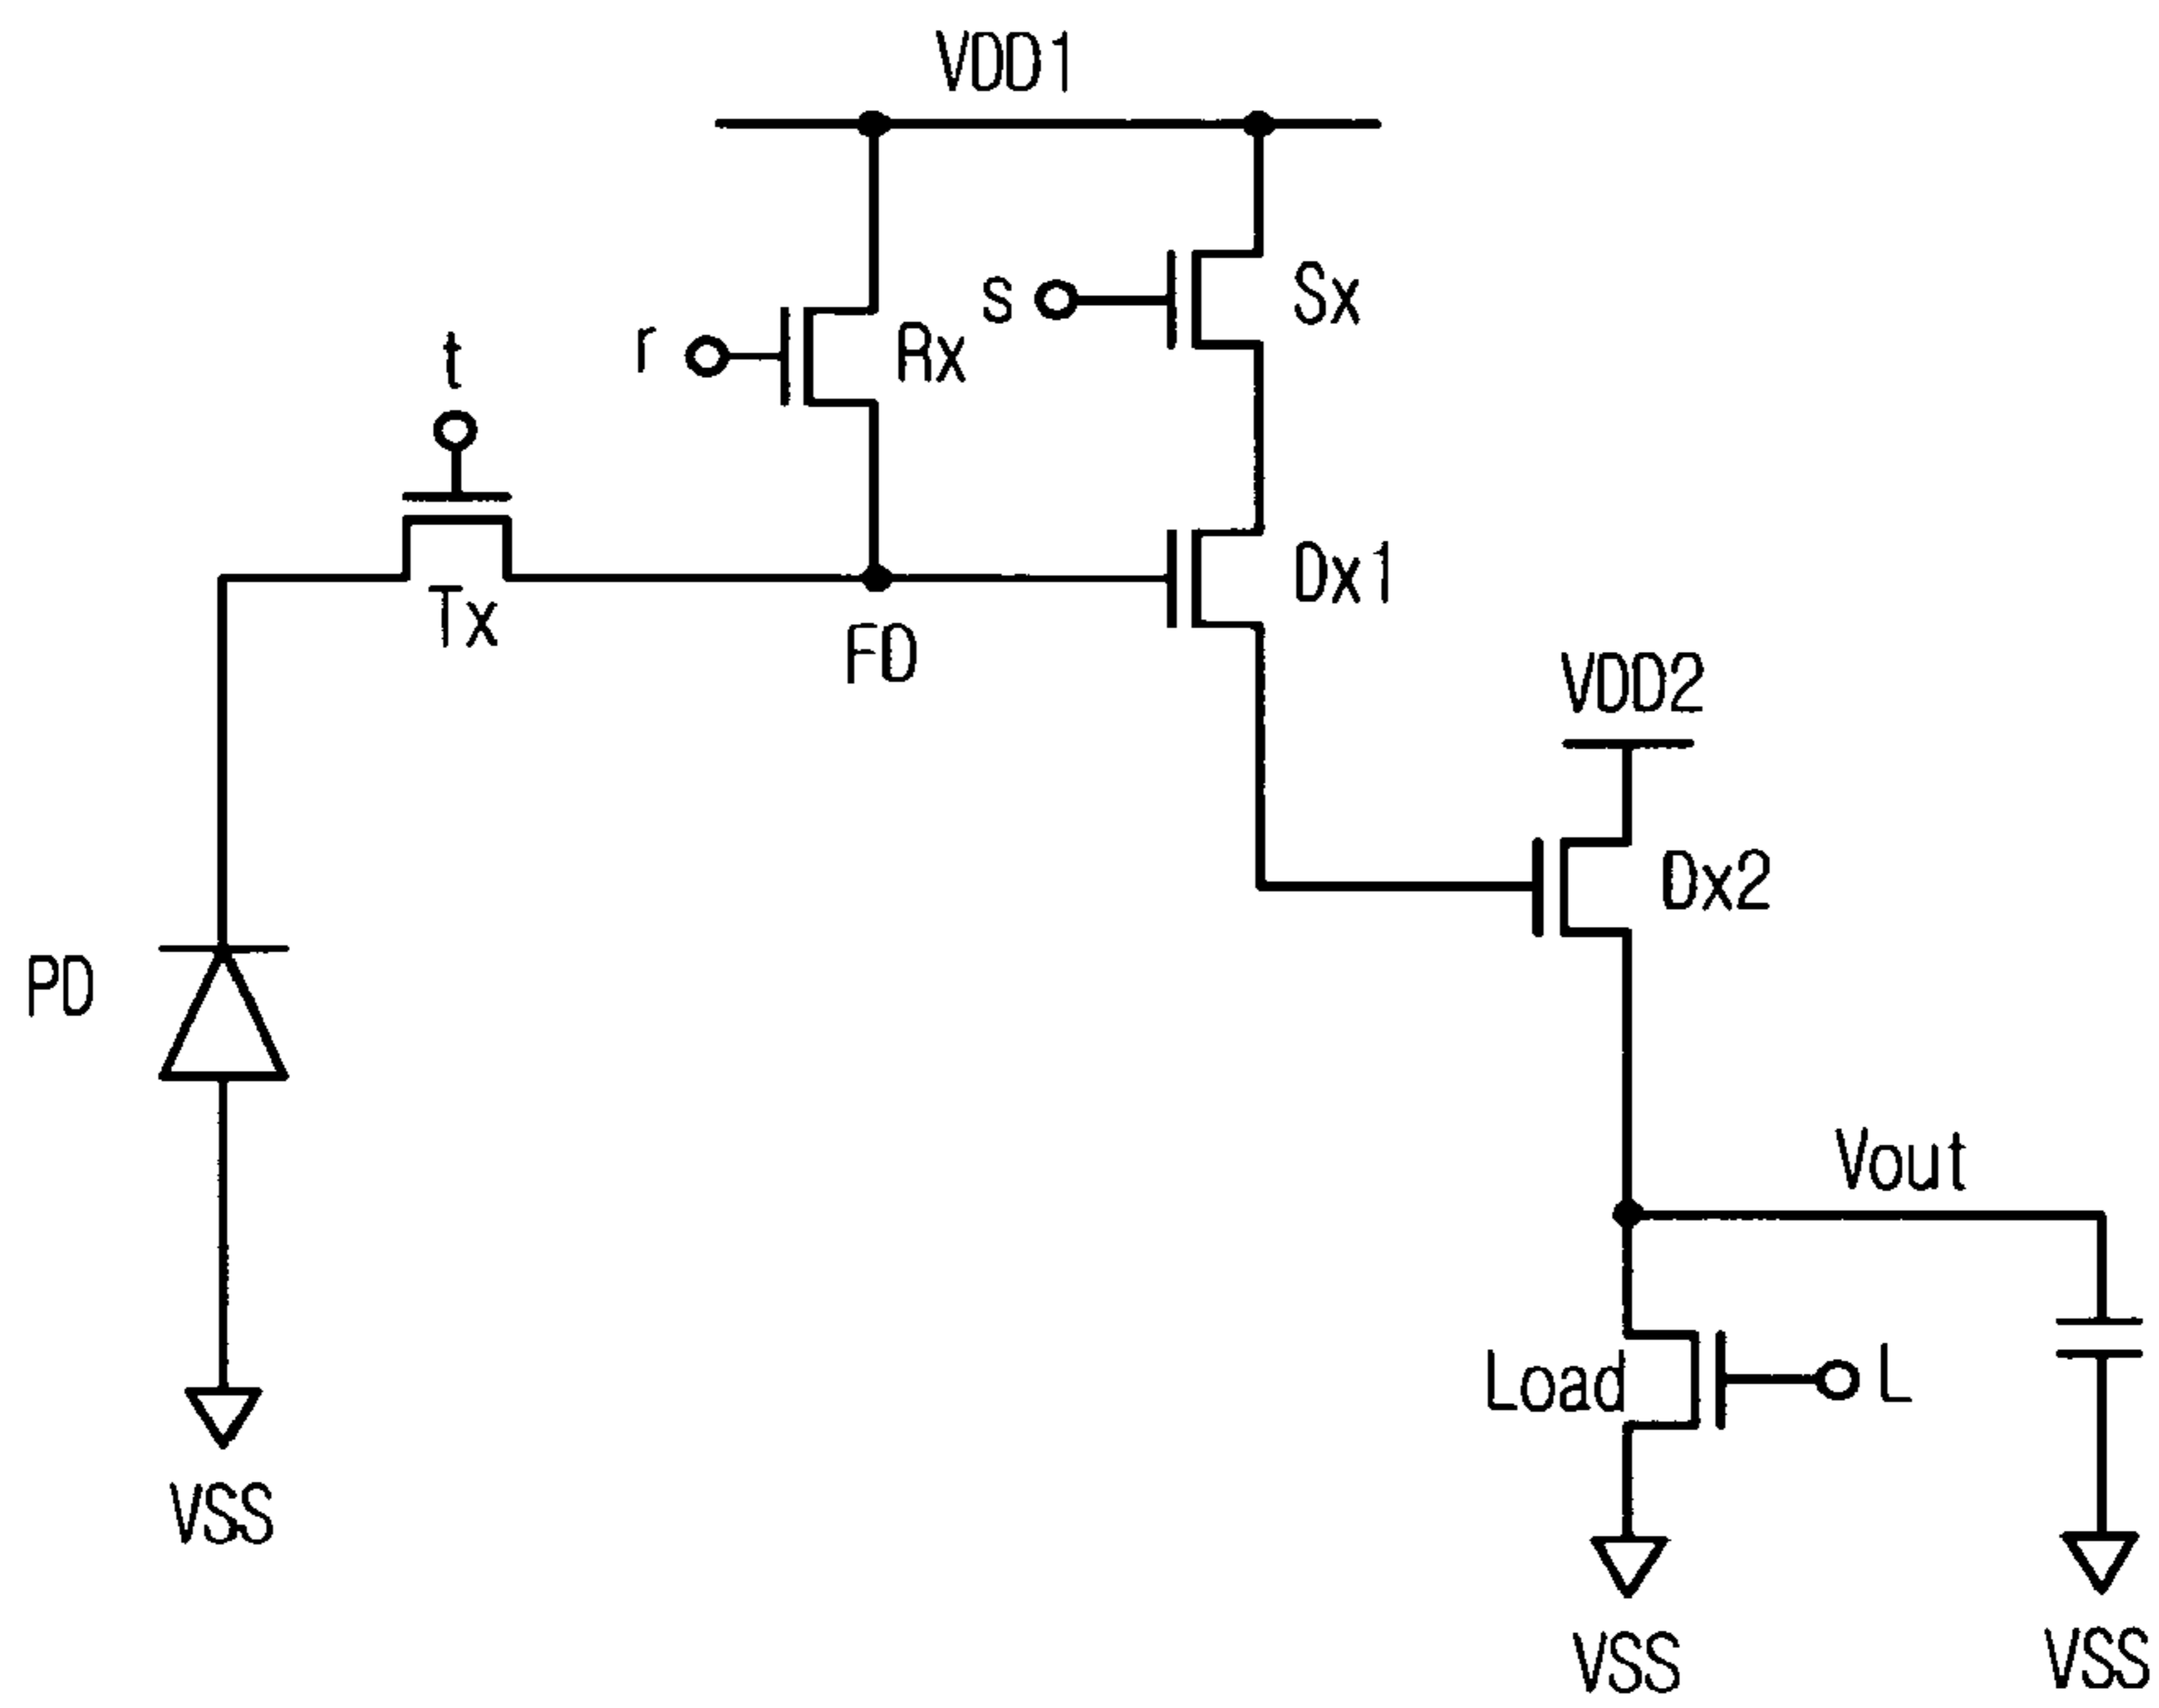 VDD1
s
Sx
r
Rx
t
Tx
FD
Dx1
VDD2
Dx2
PD
Vout
Load
L
VSS
VSS
VSS